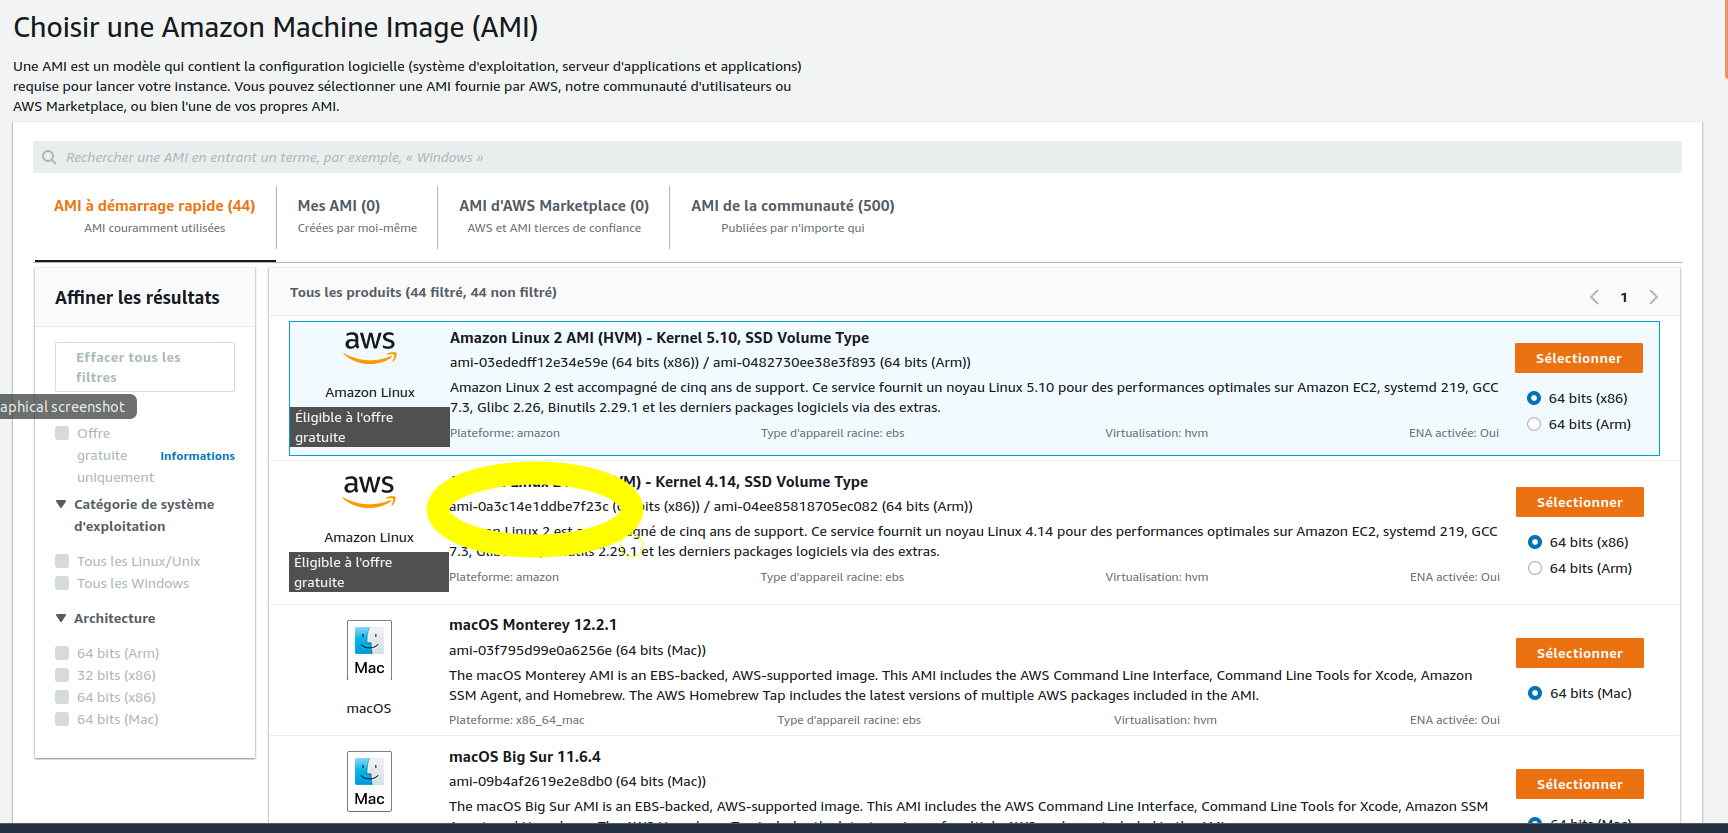 Choisir une Amazon Machine Image (AMI)
Une AMI est un modèle qui contient la configuration logicielle (système d'exploitation, serveur d'applications et applications)
requise pour lancer votre instance. Vous pouvez sélectionner une AMI fournie par AWS, notre communauté d'utilisateurs ou
AWS Marketplace, ou bien l'une de vos propres AMI.
Rechercher une AMI en entrant un terme, par exemple, « Windows »
AMI à démarrage rapide (44)
AMI couramment utilisées
Mes AMI (0)
Créées par moi-même
AMI d'AWS Marketplace (0)
AWS et AMI tierces de confiance
AMI de la communauté (500)
Publiées par n'importe qui
Affiner les résultats
Effacer tous les
filtres
aphical screenshot
Offre
gratuite Informations
uniquement
Catégorie de système
d'exploitation
Tous les Linux/Unix
Tous les Windows
Architecture
64 bits (Arm)
32 bits (x86)
64 bits (x86)
64 bits (Mac)
Tous les produits (44 filtré, 44 non filtré)
1
aws
Amazon Linux
Éligible à l'offre
gratuite
Amazon Linux 2 AMI (HVM) - Kernel 5.10, SSD Volume Type
ami-03ededff12e34e59e (64 bits (x86)) / ami-0482730ee38e3f893 (64 bits (Arm))
Amazon Linux 2 est accompagné de cinq ans de support. Ce service fournit un noyau Linux 5.10 pour des performances optimales sur Amazon EC2, systemd 219, GCC
7.3, Glibc 2.26, Binutils 2.29.1 et les derniers packages logiciels via des extras.
Plateforme: amazon Type d'appareil racine: ebs Virtualisation: hvm ENA activée: Oui
Sélectionner
64 bits (x86)
64 bits (Arm)
aws
Amazon Linux
Éligible à l'offre
gratuite
- Kernel 4.14, SSD Volume Type
ami-0a3c14e1ddbe7f23c (x86)) / ami-04ee85818705ec082 (64 bits (Arm))
Linux 2 est de cinq ans de support. Ce service fournit un noyau Linux 4.14 pour des performances optimales sur Amazon EC2, systemd 219, GCC
7.3, 2.29.1 et les derniers packages logiciels via des extras.
Plateforme: amazon Type d'appareil racine: ebs Virtualisation: hvm ENA activée: Oui
Sélectionner
64 bits (x86)
64 bits (Arm)
Mac
macOS
macOS Monterey 12.2.1
ami-03f795d99e0a6256e (64 bits (Mac))
The macOS Monterey AMI is an EBS-backed, AWS-supported image. This AMI includes the AWS Command Line Interface, Command Line Tools for Xcode, Amazon
SSM Agent, and Homebrew. The AWS Homebrew Tap includes the latest versions of multiple AWS packages included in the AMI.
Plateforme: x86_64_mac Type d'appareil racine: ebs Virtualisation: hvm ENA activée: Oui
Sélectionner
64 bits (Mac)
Mac
macOS Big Sur 11.6.4
ami-09b4af2619e2e8db0 (64 bits (Mac))
The macOS Big Sur AMI is an EBS-backed, AWS-supported image. This AMI includes the AWS Command Line Interface, Command Line Tools for Xcode, Amazon SSM
Sélectionner